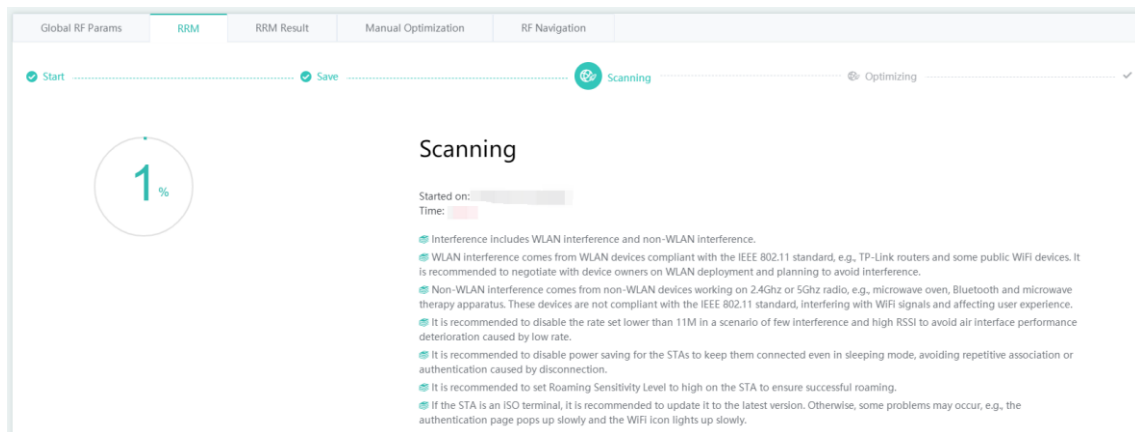 Global RF Params RRM RRM Result Manual Optimization RF Navigation
Start Save Scanning Optimizing
1%
Scanning
Started on:
Time:
Interference includes WLAN interference and non-WLAN interference.
WLAN interference comes from WLAN devices compliant with the IEEE 802.11 standard, e.g., TP-Link routers and some public WiFi devices. It
is recommended to negotiate with device owners on WLAN deployment and planning to avoid interference.
Non-WLAN interference comes from non-WLAN devices working on 2.4Ghz or 5Ghz radio, e.g., microwave oven, Bluetooth and microwave
therapy apparatus. These devices are not compliant with the IEEE 802.11 standard, interfering with WiFi signals and affecting user experience.
It is recommended to disable the rate set lower than 11M in a scenario of few interference and high RSSI to avoid air interface performance
deterioration caused by low rate.
It is recommended to disable power saving for the STAs to keep them connected even in sleeping mode, avoiding repetitive association or
authentication caused by disconnection.
It is recommended to set Roaming Sensitivity Level to high on the STA to ensure successful roaming.
If the STA is an iSO terminal, it is recommended to update it to the latest version. Otherwise, some problems may occur, e.g., the
authentication page pops up slowly and the WiFi icon lights up slowly.